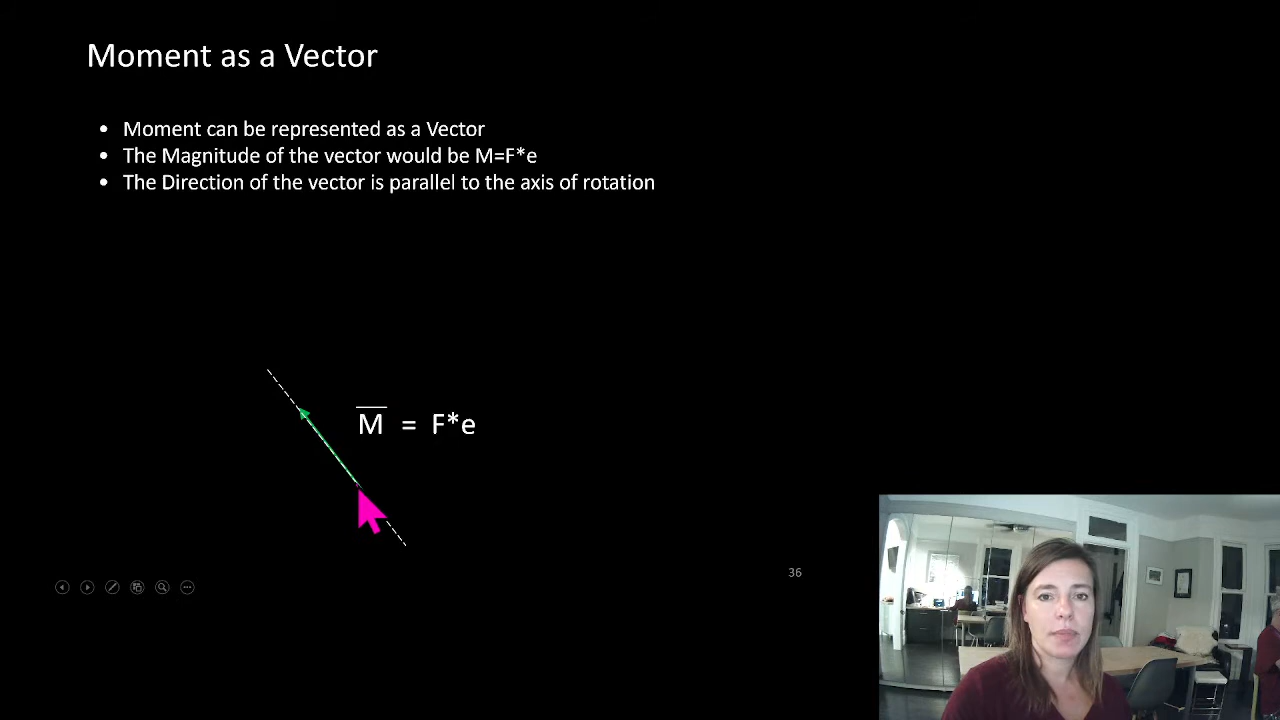 Moment as a Vector
• Moment can be represented as a Vector
• The Magnitude of the vector would be M=F*e
• The Direction of the vector is parallel to the axis of rotation
M̅ = F*e
36